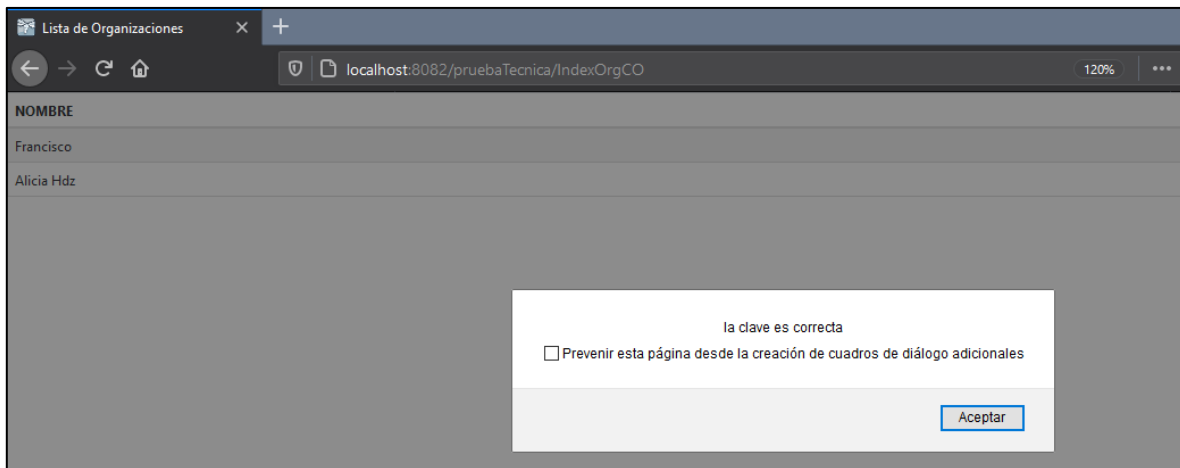 Lista de Organizaciones
localhost:8082/pruebaTecnica/IndexOrgCO
120%
NOMBRE
Francisco
Alicia Hdz
la clave es correcta
Prevenir esta página desde la creación de cuadros de diálogo adicionales
Aceptar